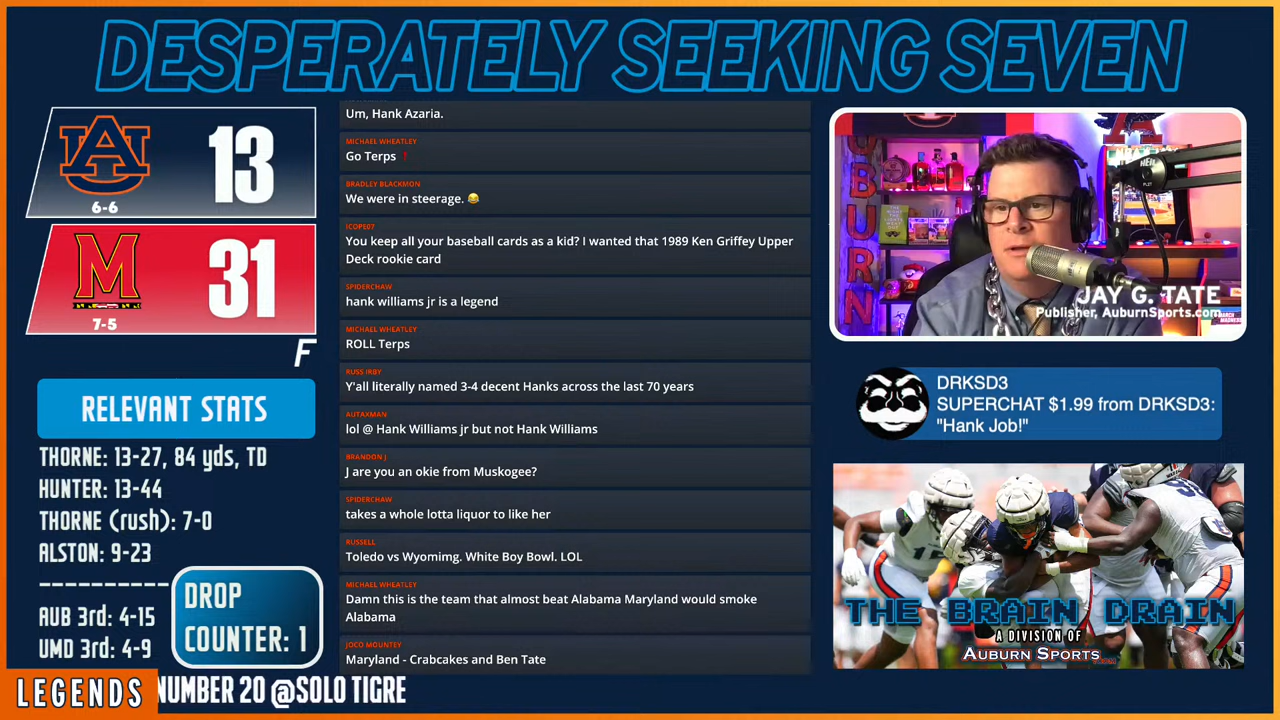 DESPERATELY SEEKING SEVEN
13
6-6
31
7-5
F
RELEVANT STATS
THORNE: 13-27, 84 yds, TD
HUNTER: 13-44
THORNE (rush): 7-0
ALSTON: 9-23
AUB 3rd: 4-15
UMD 3rd: 4-9
DROP
COUNTER: 1
Um, Hank Azaria.
MICHAEL WHEATLEY
Go Terps
BRADLEY BLACKMON
We were in steerage. 😂
ICOPE07
You keep all your baseball cards as a kid? I wanted that 1989 Ken Griffey Upper
Deck rookie card
SPIDERCHAW
hank williams jr is a legend
MICHAEL WHEATLEY
ROLL Terps
RUSS IRBY
Y'all literally named 3-4 decent Hanks across the last 70 years
AUTAXMAN
lol @ Hank Williams jr but not Hank Williams
BRANDON J.
J are you an okie from Muskogee?
SPIDERCHAW
takes a whole lotta liquor to like her
RUSSELL
Toledo vs Wyomimg. White Boy Bowl. LOL
MICHAEL WHEATLEY
Damn this is the team that almost beat Alabama Maryland would smoke
Alabama
JOCO MOUNTEY
Maryland - Crabcakes and Ben Tate
JAY G. TATE
Publisher, AuburnSports.com
DRKSD3
SUPERCHAT $1.99 from DRKSD3:
"Hank Job!"
THE BRAIN DRAIN
A DIVISION OF
AUBURN SPORTS
LEGENDS
NUMBER 20 @SOLO TIGRE